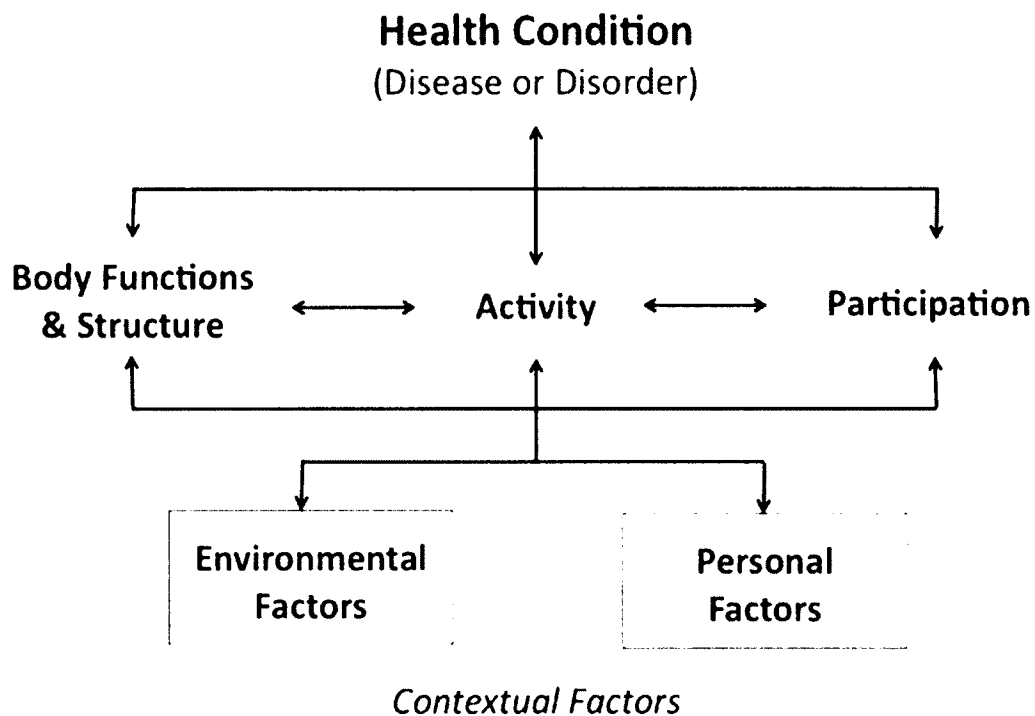 Health Condition
(Disease or Disorder)
Body Functions
& Structure
Activity
Participation
Environmental
Factors
Personal
Factors
Contextual Factors